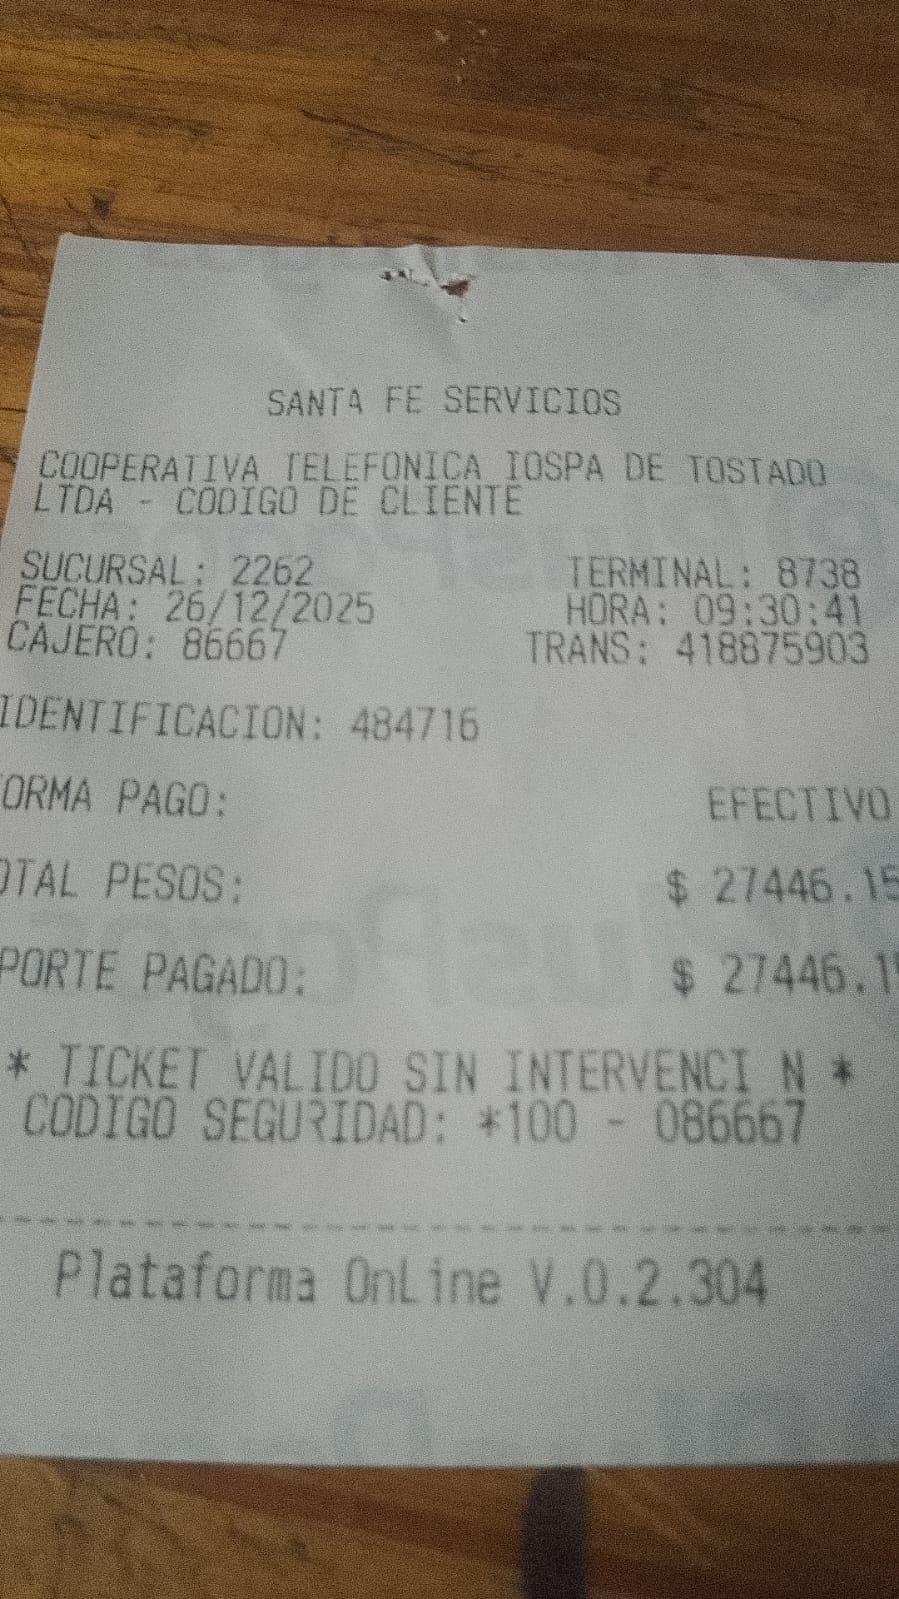 SANTA FE SERVICIOS
COOPERATIVA TELEFONICA IOSPA DE TOSTADO
LTDA - CODIGO DE CLIENTE
SUCURSAL: 2262 TERMINAL: 8738
FECHA: 26/12/2025 HORA: 09:30:41
CAJERO: 86667 TRANS: 418875903
IDENTIFICACION: 484716
ORMA PAGO: EFECTIVO
OTAL PESOS: $ 27446.15
PORTE PAGADO: $ 27446.1
* TICKET VALIDO SIN INTERVENCI N *
CODIGO SEGURIDAD: *100 - 086667
Plataforma OnLine V.0.2.304